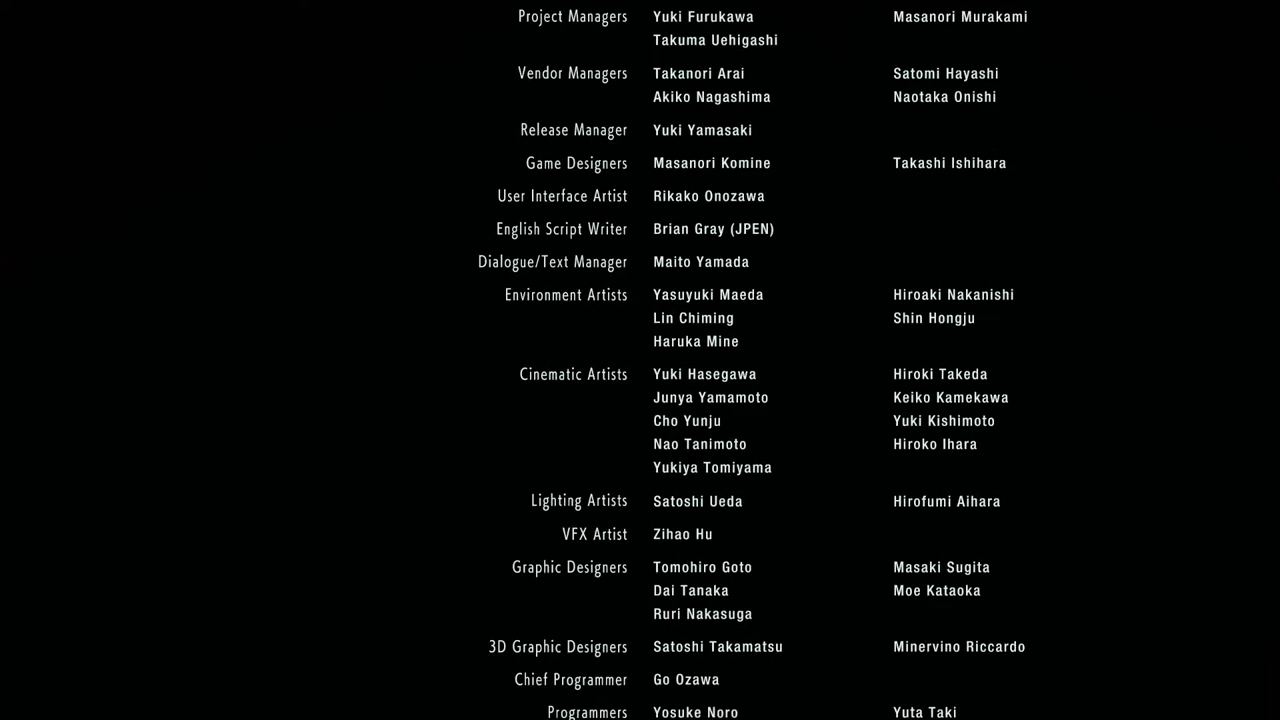 Project Managers Yuki Furukawa Masanori Murakami
Takuma Uehigashi
Vendor Managers Takanori Arai Satomi Hayashi
Akiko Nagashima Naotaka Onishi
Release Manager Yuki Yamasaki
Game Designers Masanori Komine Takashi Ishihara
User Interface Artist Rikako Onozawa
English Script Writer Brian Gray (JPEN)
Dialogue/Text Manager Maito Yamada
Environment Artists Yasuyuki Maeda Hiroaki Nakanishi
Lin Chiming Shin Hongju
Haruka Mine
Cinematic Artists Yuki Hasegawa Hiroki Takeda
Junya Yamamoto Keiko Kamekawa
Cho Yunju Yuki Kishimoto
Nao Tanimoto Hiroko Ihara
Yukiya Tomiyama
Lighting Artists Satoshi Ueda Hirofumi Aihara
VFX Artist Zihao Hu
Graphic Designers Tomohiro Goto Masaki Sugita
Dai Tanaka Moe Kataoka
Ruri Nakasuga
3D Graphic Designers Satoshi Takamatsu Minervino Riccardo
Chief Programmer Go Ozawa
Programmers Yosuke Noro Yuta Taki